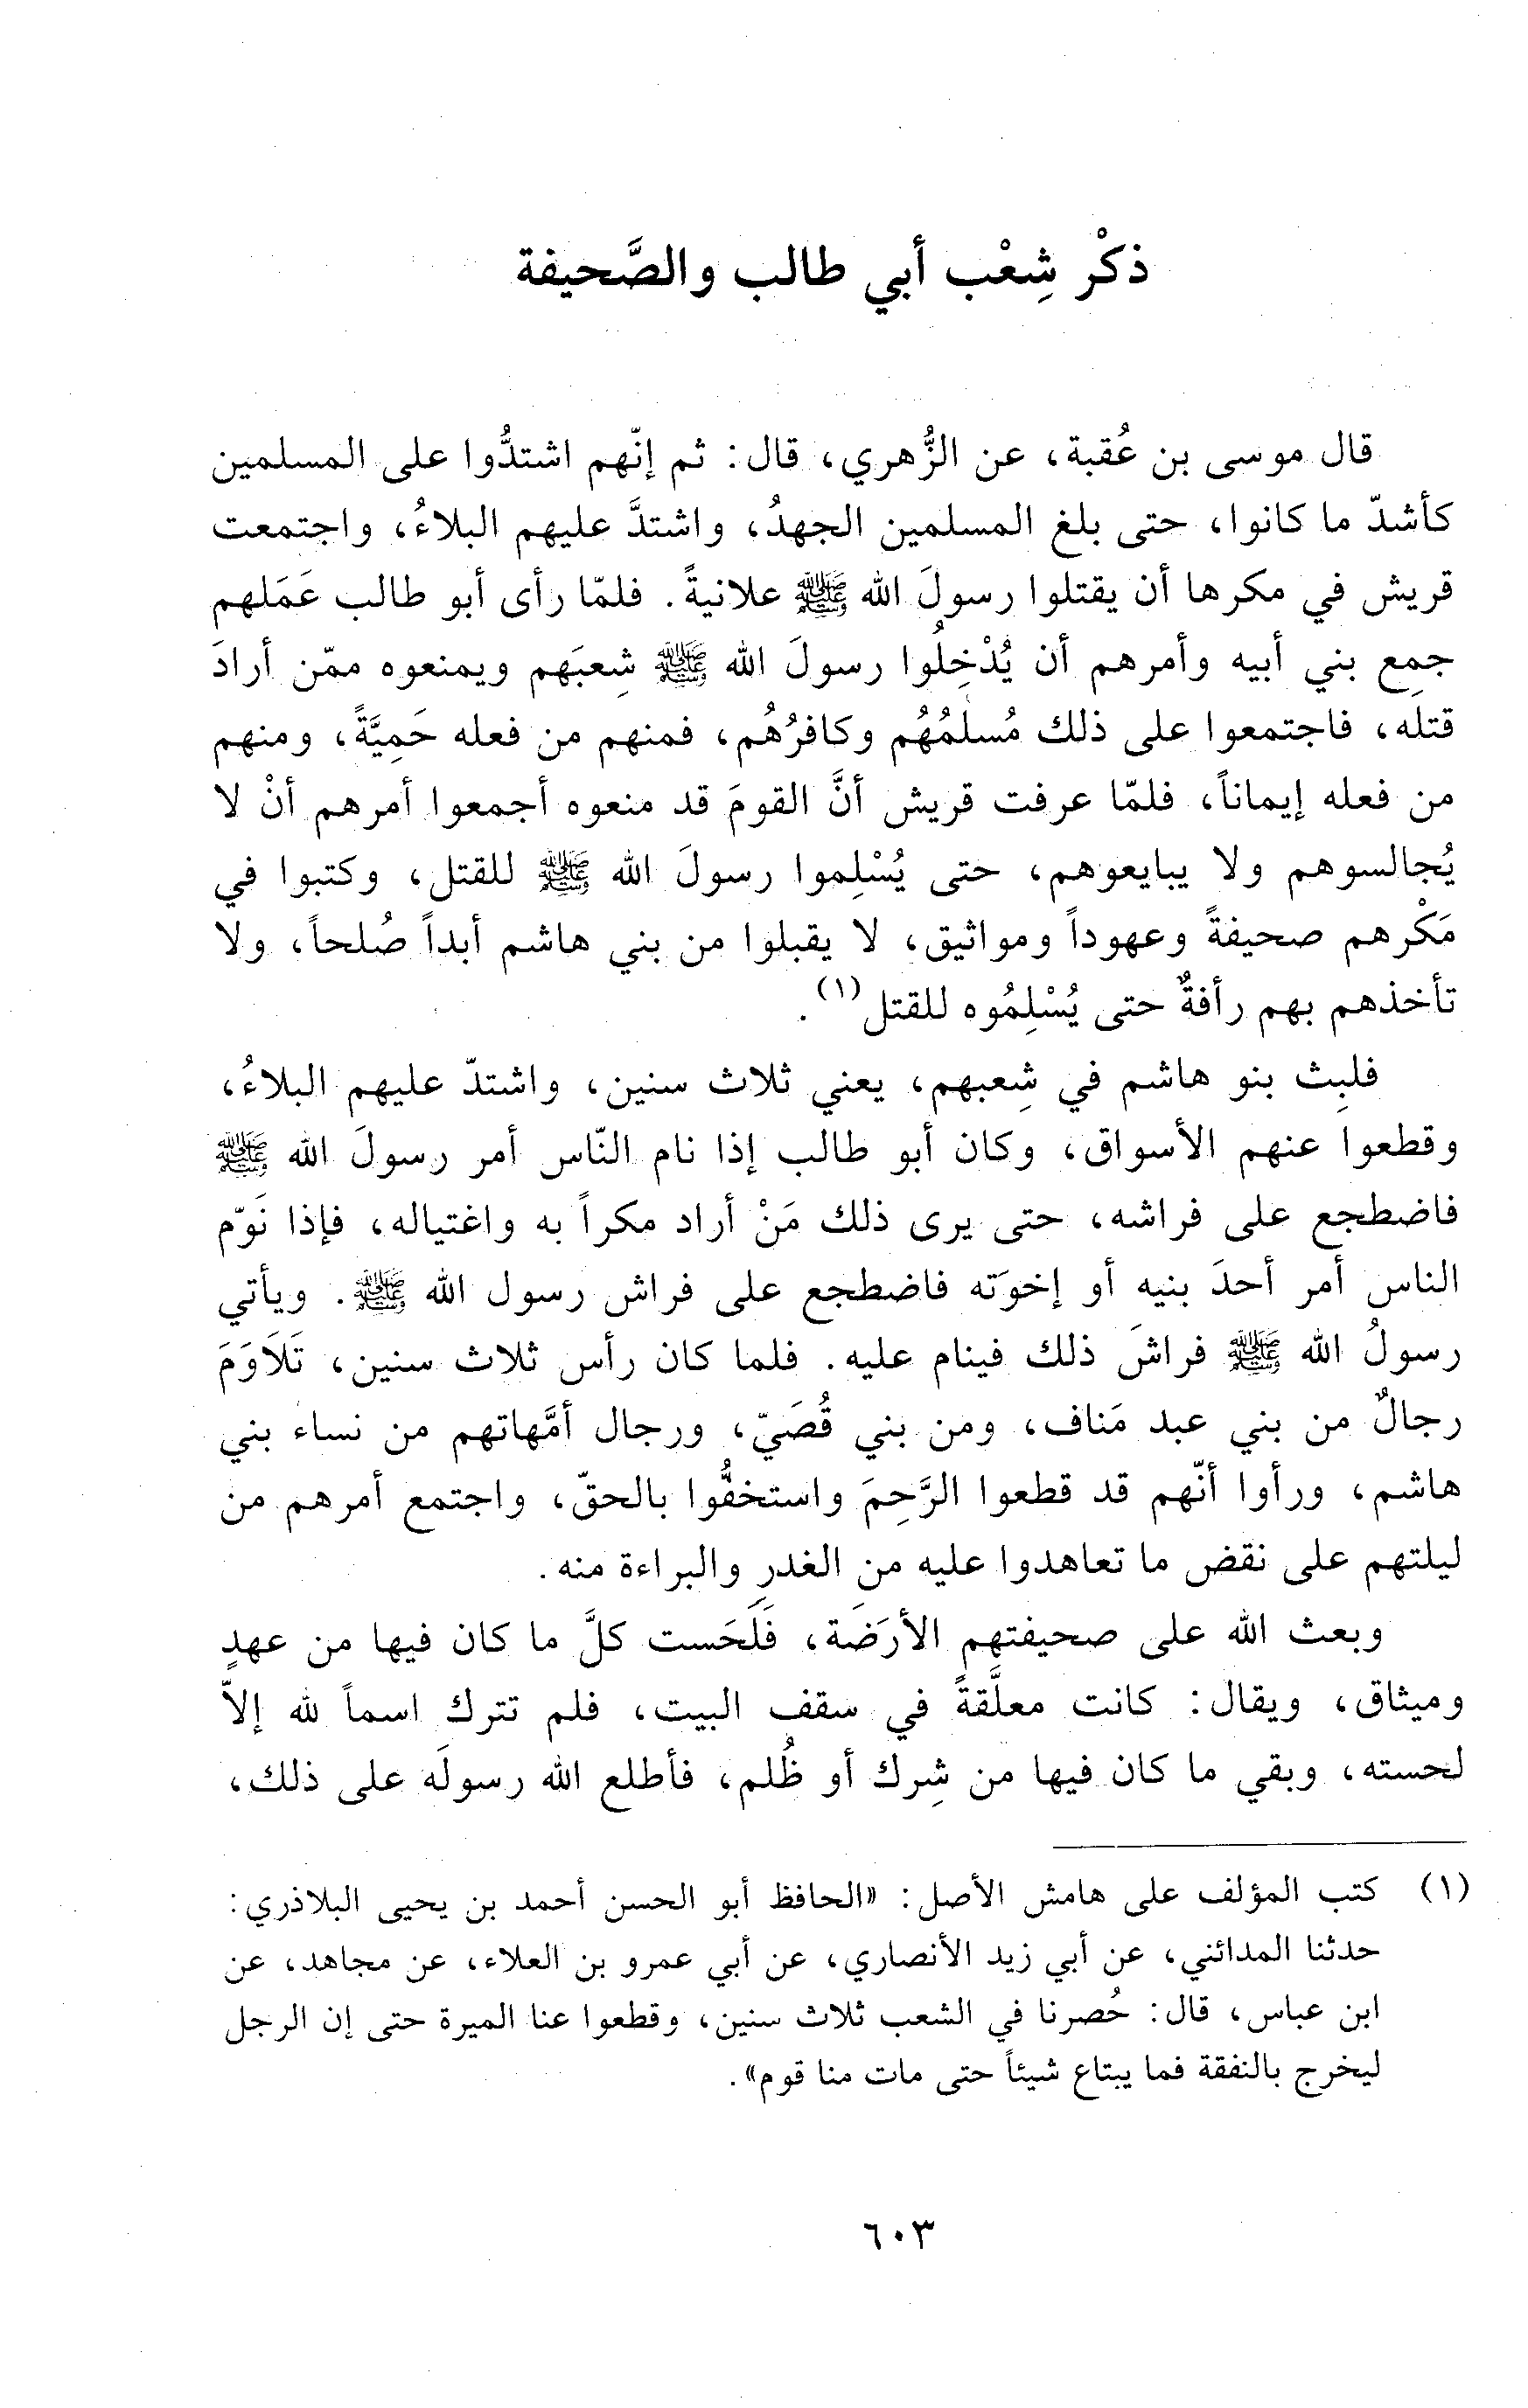 ذكْر شِعْب أبي طالب والصَّحيفة
قال موسى بن عُقبة، عن الزُّهري، قال: ثم إنّهم اشتدُّوا على المسلمين
كأشدّ ما كانوا، حتى بلغ المسلمين الجهدُ، واشتدَّ عليهم البلاءُ، واجتمعت
قريش في مكرها أن يقتلوا رسولَ الله ﷺ علانيةً. فلمّا رأى أبو طالب عَمَلهم
جمع بني أبيه وأمرهم أن يُدْخِلُوا رسولَ الله ﷺ شِعبَهم ويمنعوه ممّن أرادَ
قتلَه، فاجتمعوا على ذلك مُسلمُهُم وكافرُهُم، فمنهم من فعله حَمِيَّةً، ومنهم
من فعله إيماناً، فلمّا عرفت قريش أنَّ القومَ قد منعوه أجمعوا أمرهم أنْ لا
يُجالسوهم ولا يبايعوهم، حتى يُسْلِموا رسولَ الله ﷺ للقتل، وكتبوا في
مَكْرهم صحيفةً وعهوداً ومواثيق، لا يقبلوا من بني هاشم أبداً صُلحاً، ولا
تأخذهم بهم رأفةٌ حتى يُسْلِمُوه للقتل(١).
فلبِث بنو هاشم في شِعبهم، يعني ثلاث سنين، واشتدّ عليهم البلاءُ،
وقطعوا عنهم الأسواق، وكان أبو طالب إذا نام النّاس أمر رسولَ الله ﷺ
فاضطجع على فراشه، حتى يرى ذلك مَنْ أراد مكراً به واغتياله، فإذا نَوّم
الناس أمر أحدَ بنيه أو إخوَته فاضطجع على فراش رسول الله ﷺ. ويأتي
رسولُ الله ﷺ فراشَ ذلك فينام عليه. فلما كان رأس ثلاث سنين، تَلَاوَمَ
رجالٌ من بني عبد مَناف، ومن بني قُصَيّ، ورجال أمَّهاتهم من نساء بني
هاشم، ورأوا أنّهم قد قطعوا الرَّحِمَ واستخفُّوا بالحقّ، واجتمع أمرهم من
ليلتهم على نقض ما تعاهدوا عليه من الغدرِ والبراءة منه.
وبعث الله على صحيفتهم الأرَضَة، فَلَحَست كلَّ ما كان فيها من عهدٍ
وميثاق، ويقال: كانت معلَّقةً في سقف البيت، فلم تترك اسماً لله إلاّ
لحسته، وبقي ما كان فيها من شِرك أو ظُلم، فأطلع الله رسولَه على ذلك،
(١) كتب المؤلف على هامش الأصل: «الحافظ أبو الحسن أحمد بن يحيى البلاذري:
حدثنا المدائني، عن أبي زيد الأنصاري، عن أبي عمرو بن العلاء، عن مجاهد، عن
ابن عباس، قال: حُصرنا في الشعب ثلاث سنين، وقطعوا عنا الميرة حتى إن الرجل
ليخرج بالنفقة فما يبتاع شيئاً حتى مات منا قوم».
٦٠٣